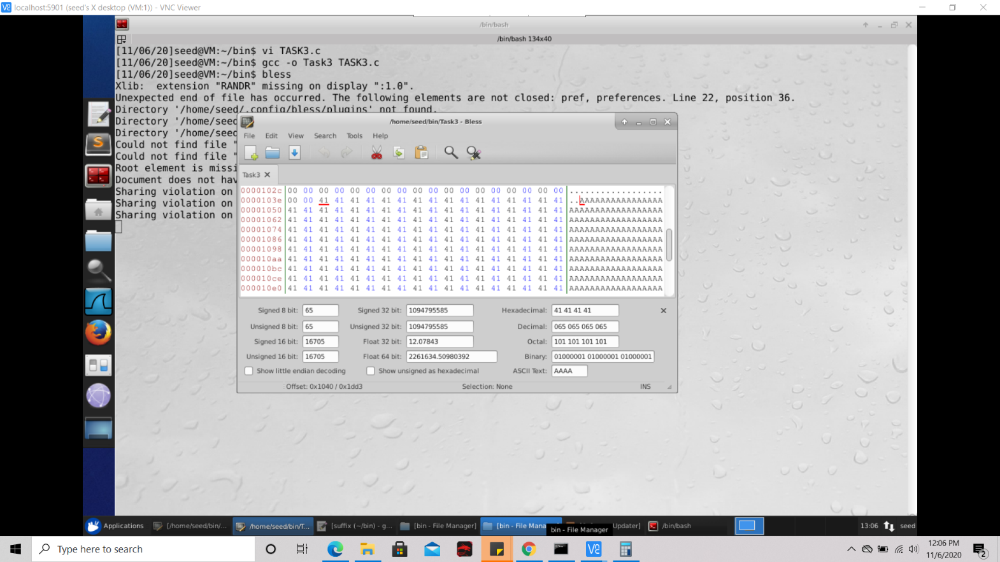 localhost:5901 (seed's X desktop (VM:1)) - VNC Viewer
/bin/bash
/bin/bash 134x40
[11/06/20]seed@VM:~/bin$ vi TASK3.c
[11/06/20]seed@VM:~/bin$ gcc -o Task3 TASK3.c
[11/06/20]seed@VM:~/bin$ bless
Xlib:  extension "RANDR" missing on display ":1.0".
Unexpected end of file has occurred. The following elements are not closed: pref, preferences. Line 22, position 36.
Directory '/home/seed/.config/bless/plugins' not found.
Directory '/home/seed
Directory '/home/seed
Could not find file "
Could not find file "
Root element is missi
Document does not hav
Sharing violation on
Sharing violation on
Sharing violation on
/home/seed/bin/Task3 - Bless
File Edit View Search Tools Help
Task3
0000102c 00 00 00 00 00 00 00 00 00 00 00 00 00 00 00 00 00 00 ..................
0000103e 00 00 41 41 41 41 41 41 41 41 41 41 41 41 41 41 41 41 ..AAAAAAAAAAAAAAAA
00001050 41 41 41 41 41 41 41 41 41 41 41 41 41 41 41 41 41 41 AAAAAAAAAAAAAAAAAA
00001062 41 41 41 41 41 41 41 41 41 41 41 41 41 41 41 41 41 41 AAAAAAAAAAAAAAAAAA
00001074 41 41 41 41 41 41 41 41 41 41 41 41 41 41 41 41 41 41 AAAAAAAAAAAAAAAAAA
00001086 41 41 41 41 41 41 41 41 41 41 41 41 41 41 41 41 41 41 AAAAAAAAAAAAAAAAAA
00001098 41 41 41 41 41 41 41 41 41 41 41 41 41 41 41 41 41 41 AAAAAAAAAAAAAAAAAA
000010aa 41 41 41 41 41 41 41 41 41 41 41 41 41 41 41 41 41 41 AAAAAAAAAAAAAAAAAA
000010bc 41 41 41 41 41 41 41 41 41 41 41 41 41 41 41 41 41 41 AAAAAAAAAAAAAAAAAA
000010ce 41 41 41 41 41 41 41 41 41 41 41 41 41 41 41 41 41 41 AAAAAAAAAAAAAAAAAA
000010e0 41 41 41 41 41 41 41 41 41 41 41 41 41 41 41 41 41 41 AAAAAAAAAAAAAAAAAA
Signed 8 bit: 65 Signed 32 bit: 1094795585 Hexadecimal: 41 41 41 41
Unsigned 8 bit: 65 Unsigned 32 bit: 1094795585 Decimal: 065 065 065 065
Signed 16 bit: 16705 Float 32 bit: 12.07843 Octal: 101 101 101 101
Unsigned 16 bit: 16705 Float 64 bit: 2261634.50980392 Binary: 01000001 01000001 01000001
Show little endian decoding Show unsigned as hexadecimal ASCII Text: AAAA
Offset: 0x1040 / 0x1dd3 Selection: None INS
Applications [/home/seed/bin/... /home/seed/bin/T... [suffix (~/bin) - g... [bin - File Manager] [bin - File Mana Updater] /bin/bash 13:06 seed
bin - File Manager
Type here to search
12:06 PM
11/6/2020
2